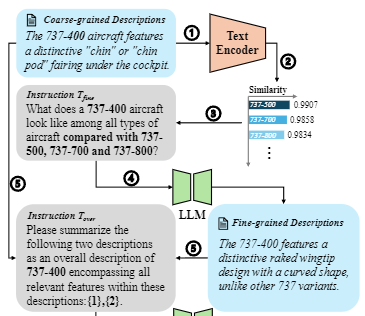 Coarse-grained Descriptions
The 737-400 aircraft features
a distinctive "chin" or "chin
pod" fairing under the cockpit.
①
Text
Encoder
②
Similarity
737-500 0.9907
737-700 0.9858
737-800 0.9834
⋮
③
Instruction T_fine
What does a 737-400 aircraft
look like among all types of
aircraft compared with 737-
500, 737-700 and 737-800?
④
LLM
⑤
Instruction T_over
Please summarize the
following two descriptions
as an overall description of
737-400 encompassing all
relevant features within these
descriptions:{1},{2}.
⑤
Fine-grained Descriptions
The 737-400 features a
distinctive raked wingtip
design with a curved shape,
unlike other 737 variants.